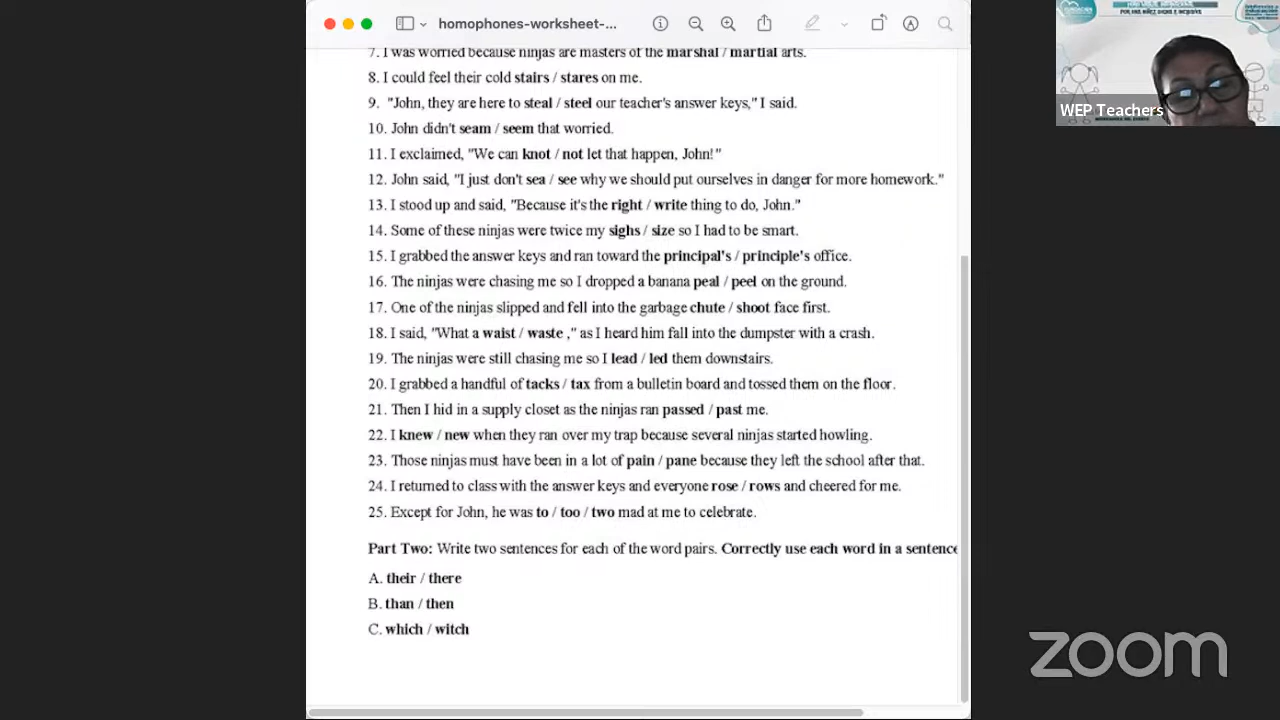 homophones-worksheet-...
7. I was worried because ninjas are masters of the marshal / martial arts.
8. I could feel their cold stairs / stares on me.
9. "John, they are here to steal / steel our teacher's answer keys," I said.
10. John didn't seam / seem that worried.
11. I exclaimed, "We can knot / not let that happen, John!"
12. John said, "I just don't sea / see why we should put ourselves in danger for more homework."
13. I stood up and said, "Because it's the right / write thing to do, John."
14. Some of these ninjas were twice my sighs / size so I had to be smart.
15. I grabbed the answer keys and ran toward the principal's / principle's office.
16. The ninjas were chasing me so I dropped a banana peal / peel on the ground.
17. One of the ninjas slipped and fell into the garbage chute / shoot face first.
18. I said, "What a waist / waste ," as I heard him fall into the dumpster with a crash.
19. The ninjas were still chasing me so I lead / led them downstairs.
20. I grabbed a handful of tacks / tax from a bulletin board and tossed them on the floor.
21. Then I hid in a supply closet as the ninjas ran passed / past me.
22. I knew / new when they ran over my trap because several ninjas started howling.
23. Those ninjas must have been in a lot of pain / pane because they left the school after that.
24. I returned to class with the answer keys and everyone rose / rows and cheered for me.
25. Except for John, he was to / too / two mad at me to celebrate.
Part Two: Write two sentences for each of the word pairs. Correctly use each word in a sentence
A. their / there
B. than / then
C. which / witch
WEP Teachers
zoom